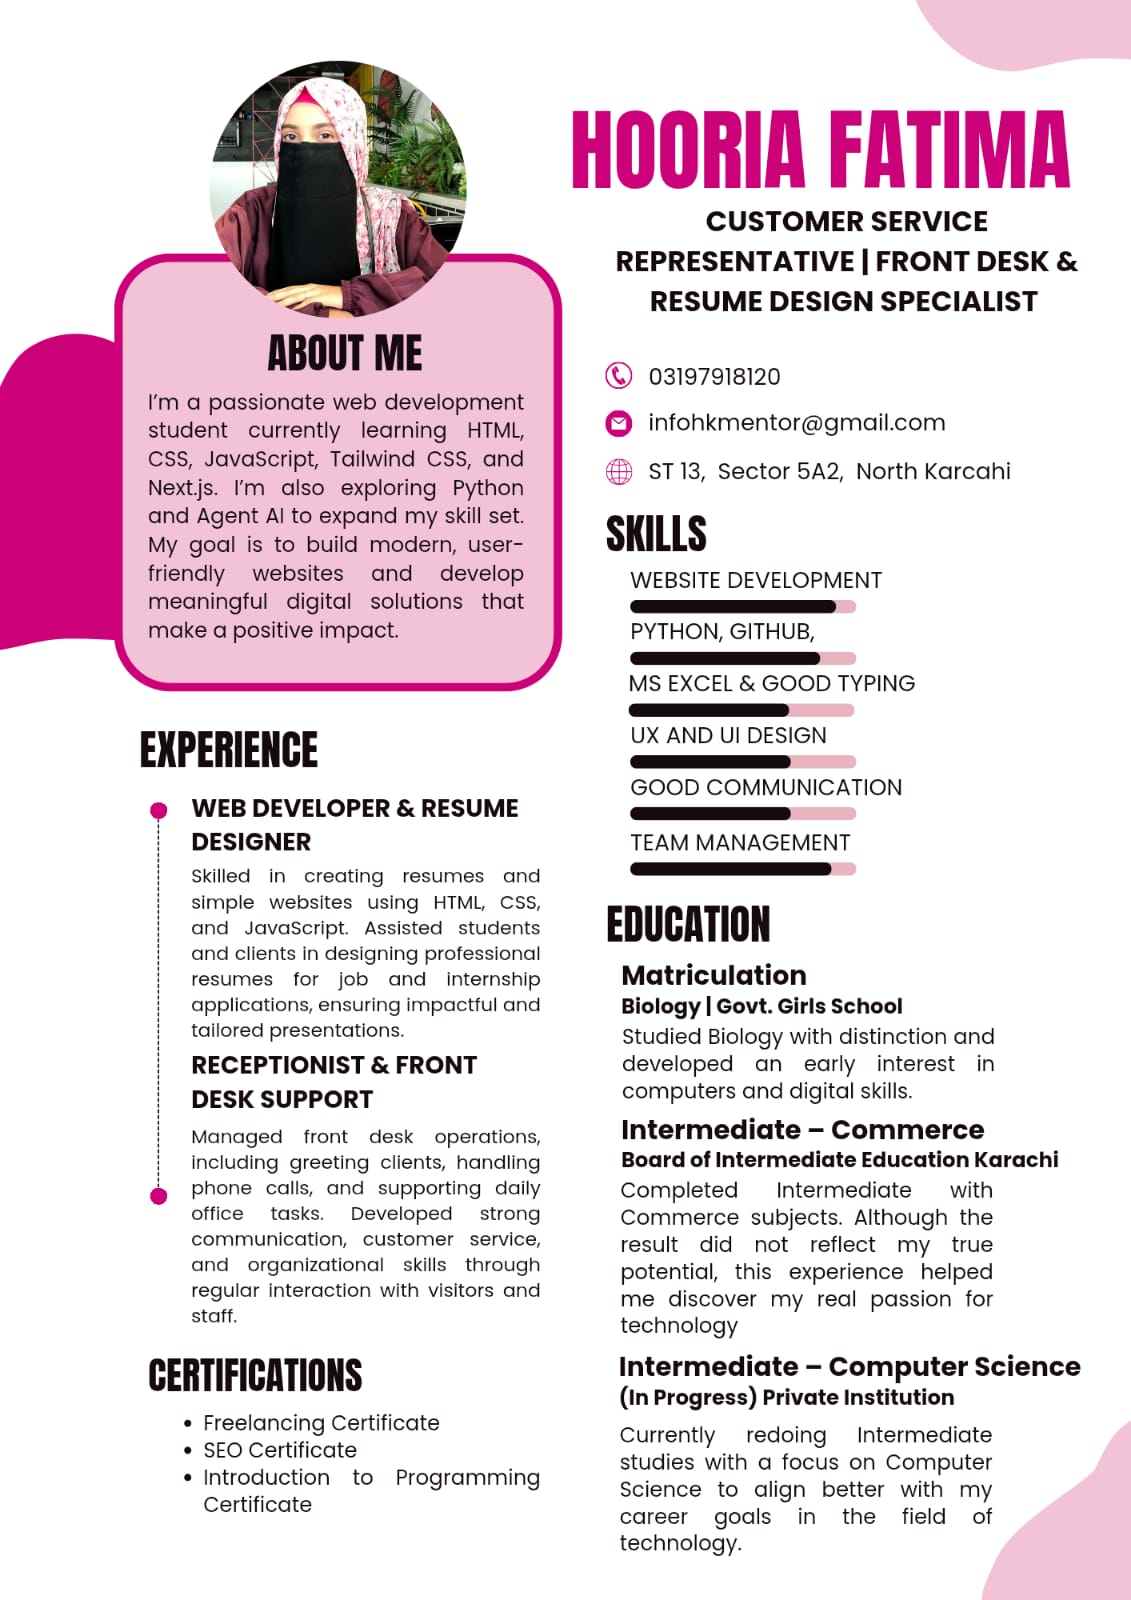 HOORIA FATIMA
CUSTOMER SERVICE
REPRESENTATIVE | FRONT DESK &
RESUME DESIGN SPECIALIST
03197918120
infohkmentor@gmail.com
ST 13, Sector 5A2, North Karcahi
ABOUT ME
I'm a passionate web development
student currently learning HTML,
CSS, JavaScript, Tailwind CSS, and
Next.js. I'm also exploring Python
and Agent AI to expand my skill set.
My goal is to build modern, user-
friendly websites and develop
meaningful digital solutions that
make a positive impact.
EXPERIENCE
WEB DEVELOPER & RESUME
DESIGNER
Skilled in creating resumes and
simple websites using HTML, CSS,
and JavaScript. Assisted students
and clients in designing professional
resumes for job and internship
applications, ensuring impactful and
tailored presentations.
RECEPTIONIST & FRONT
DESK SUPPORT
Managed front desk operations,
including greeting clients, handling
phone calls, and supporting daily
office tasks. Developed strong
communication, customer service,
and organizational skills through
regular interaction with visitors and
staff.
CERTIFICATIONS
• Freelancing Certificate
• SEO Certificate
• Introduction to Programming
Certificate
SKILLS
WEBSITE DEVELOPMENT
PYTHON, GITHUB,
MS EXCEL & GOOD TYPING
UX AND UI DESIGN
GOOD COMMUNICATION
TEAM MANAGEMENT
EDUCATION
Matriculation
Biology | Govt. Girls School
Studied Biology with distinction and
developed an early interest in
computers and digital skills.
Intermediate – Commerce
Board of Intermediate Education Karachi
Completed Intermediate with
Commerce subjects. Although the
result did not reflect my true
potential, this experience helped
me discover my real passion for
technology
Intermediate – Computer Science
(In Progress) Private Institution
Currently redoing Intermediate
studies with a focus on Computer
Science to align better with my
career goals in the field of
technology.